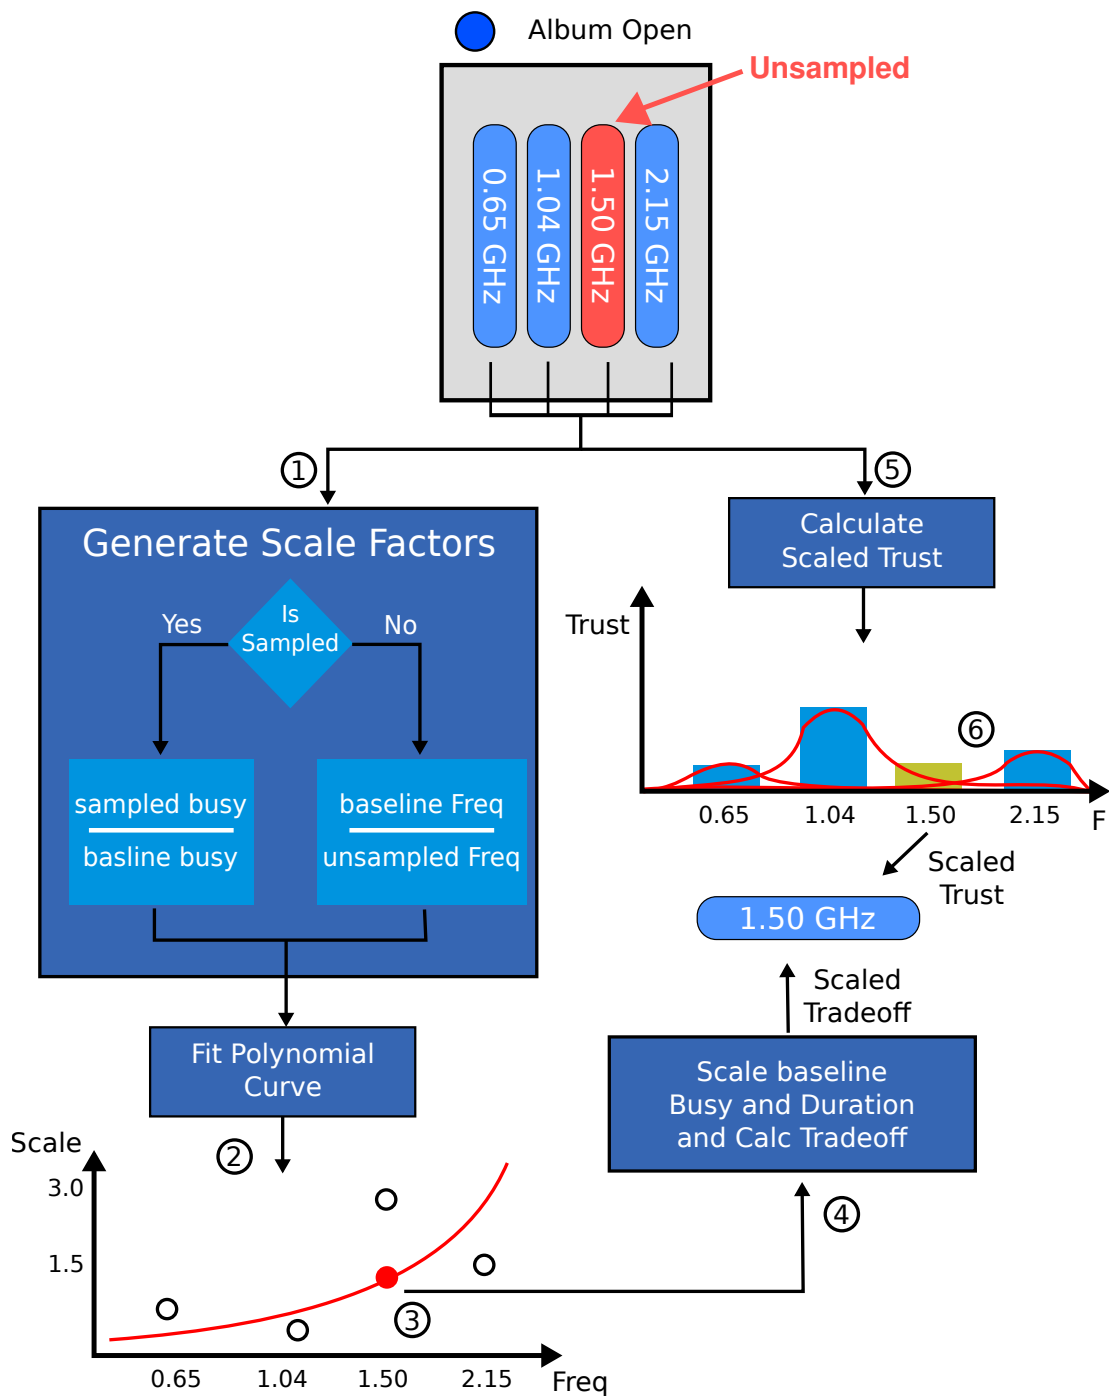 Album Open
Unsampled
0.65 GHz
1.04 GHz
1.50 GHz
2.15 GHz
1
5
Generate Scale Factors
Is
Sampled
Yes
No
sampled busy
basline busy
baseline Freq
unsampled Freq
Calculate
Scaled Trust
Trust
6
0.65
1.04
1.50
2.15
F
Scaled
Trust
1.50 GHz
Scaled
Tradeoff
Fit Polynomial
Curve
Scale baseline
Busy and Duration
and Calc Tradeoff
2
Scale
3.0
1.5
3
4
0.65
1.04
1.50
2.15
Freq